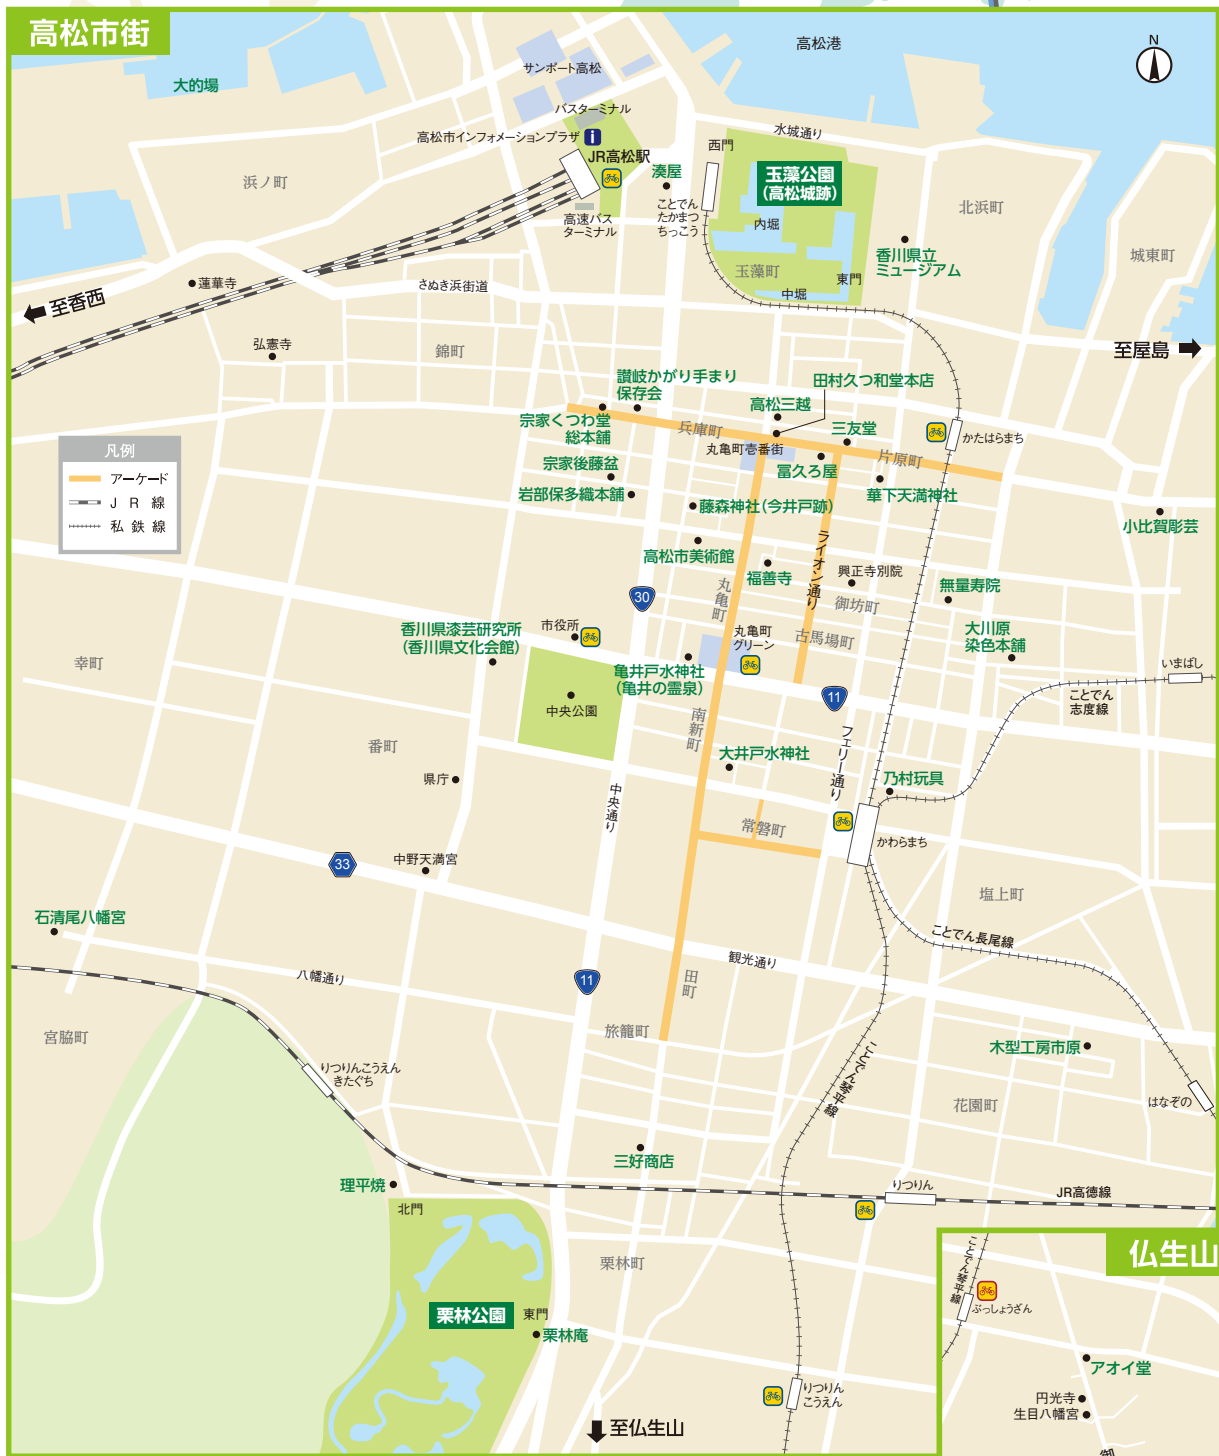 高松市街
高松港
N
サンポート高松
大的場
バスターミナル
高松市インフォメーションプラザ
i
水城通り
西門
JR高松駅
湊屋
玉藻公園
(高松城跡)
浜ノ町
ことでん
たかまつ
ちっこう
北浜町
高速バス
ターミナル
内堀
香川県立
ミュージアム
城東町
玉藻町
東門
中堀
蓮華寺
さぬき浜街道
至香西
弘憲寺
錦町
至屋島
讃岐かがり手まり
保存会
田村久つ和堂本店
高松三越
宗家くつわ堂
総本舗
兵庫町
三友堂
かたはらまち
丸亀町壱番街
片原町
凡例
アーケード
JR線
私鉄線
宗家後藤盆
冨久ろ屋
岩部保多織本舗
華下天満神社
藤森神社(今井戸跡)
小比賀彫芸
高松市美術館
ライオン通り
福善寺
興正寺別院
丸亀町
無量寿院
30
御坊町
香川県漆芸研究所
(香川県文化会館)
市役所
丸亀町
グリーン
古馬場町
大川原
染色本舗
幸町
亀井戸水神社
(亀井の霊泉)
いまばし
11
ことでん
志度線
中央公園
南新町
番町
フェリー通り
大井戸水神社
県庁
乃村玩具
中央通り
常磐町
かわらまち
33
中野天満宮
塩上町
石清尾八幡宮
ことでん長尾線
観光通り
八幡通り
11
田町
宮脇町
旅籠町
木型工房市原
りつりんこうえん
きたぐち
ことでん琴平線
花園町
はなぞの
三好商店
理平焼
りつりん
JR高徳線
北門
栗林町
仏生山
ことでん琴平線
ぶっしょうざん
栗林公園
東門
栗林庵
アオイ堂
りつりん
こうえん
円光寺
生目八幡宮
至仏生山
御